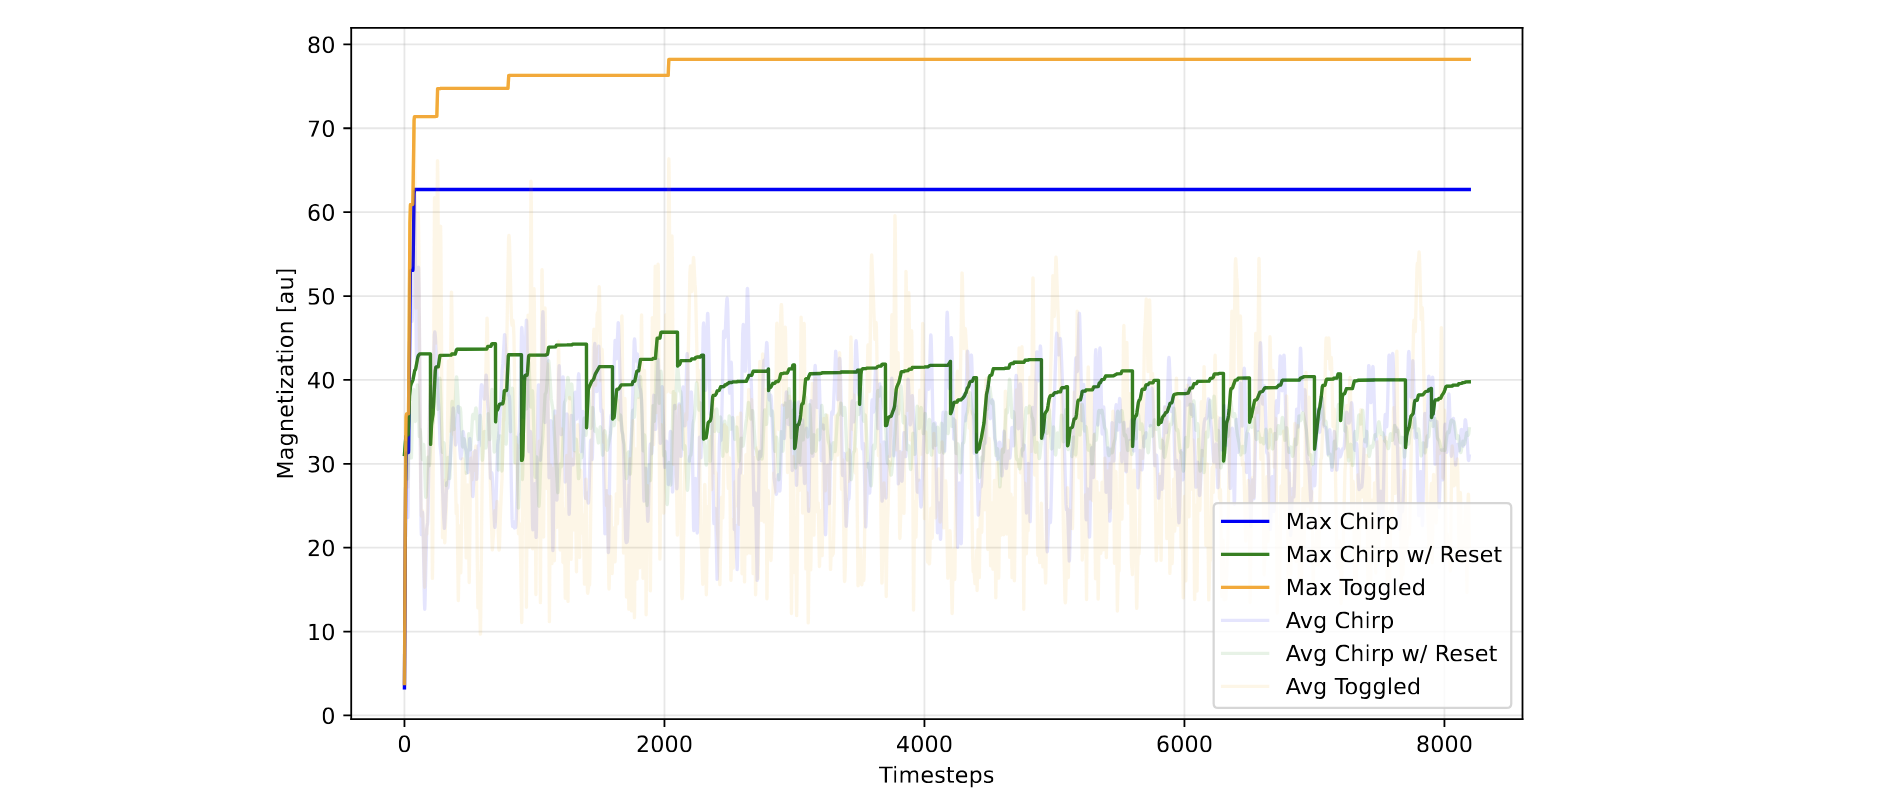 80
70
60
50
40
30
20
10
0
Magnetization [au]
0 2000 4000 6000 8000
Timesteps
Max Chirp
Max Chirp w/ Reset
Max Toggled
Avg Chirp
Avg Chirp w/ Reset
Avg Toggled